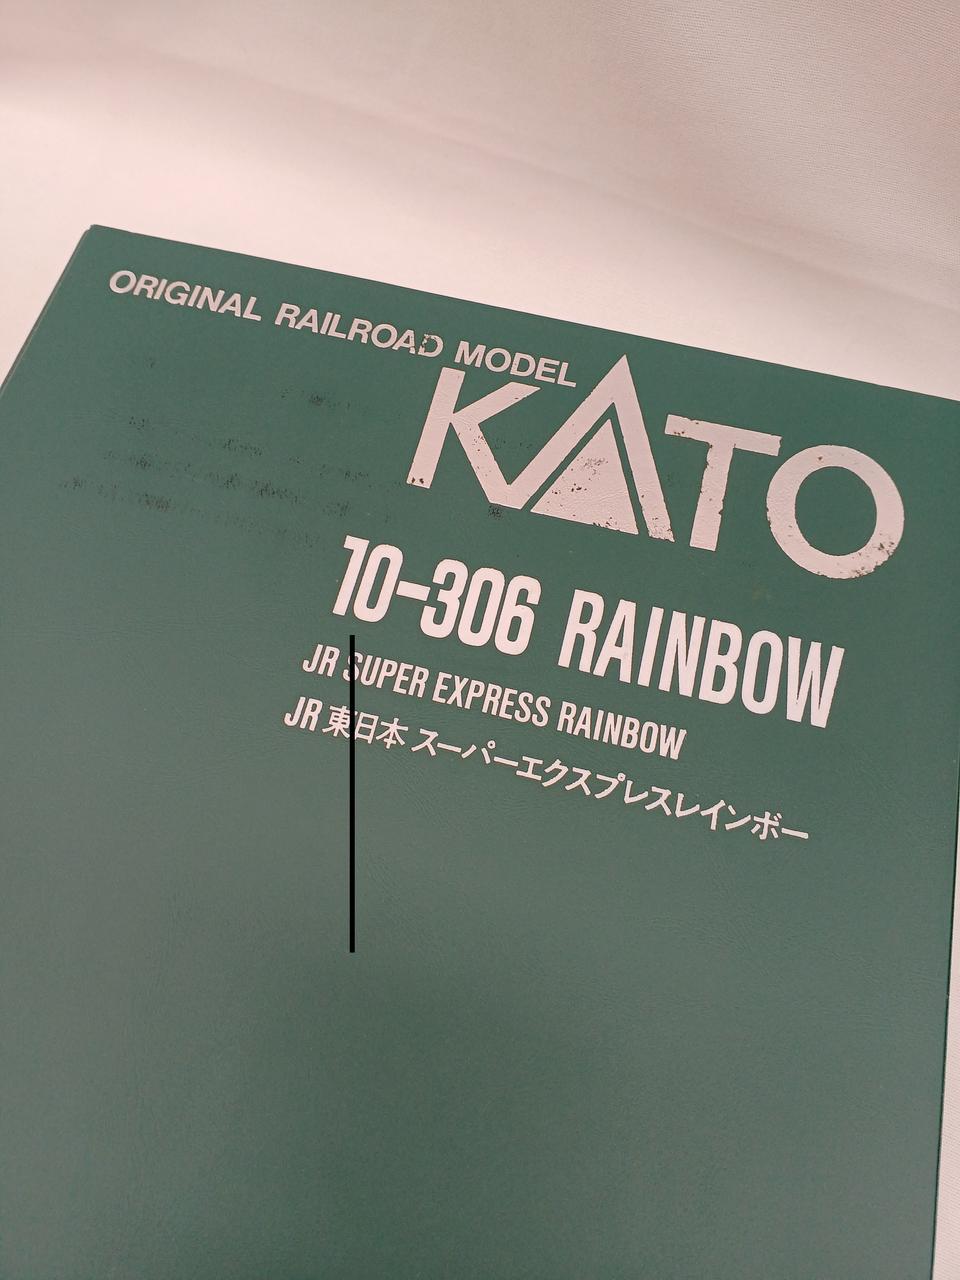 ORIGINAL RAILROAD MODEL
KATO
10-306 RAINBOW
JR SUPER EXPRESS RAINBOW
JR東日本 スーパーエクスプレスレインボー